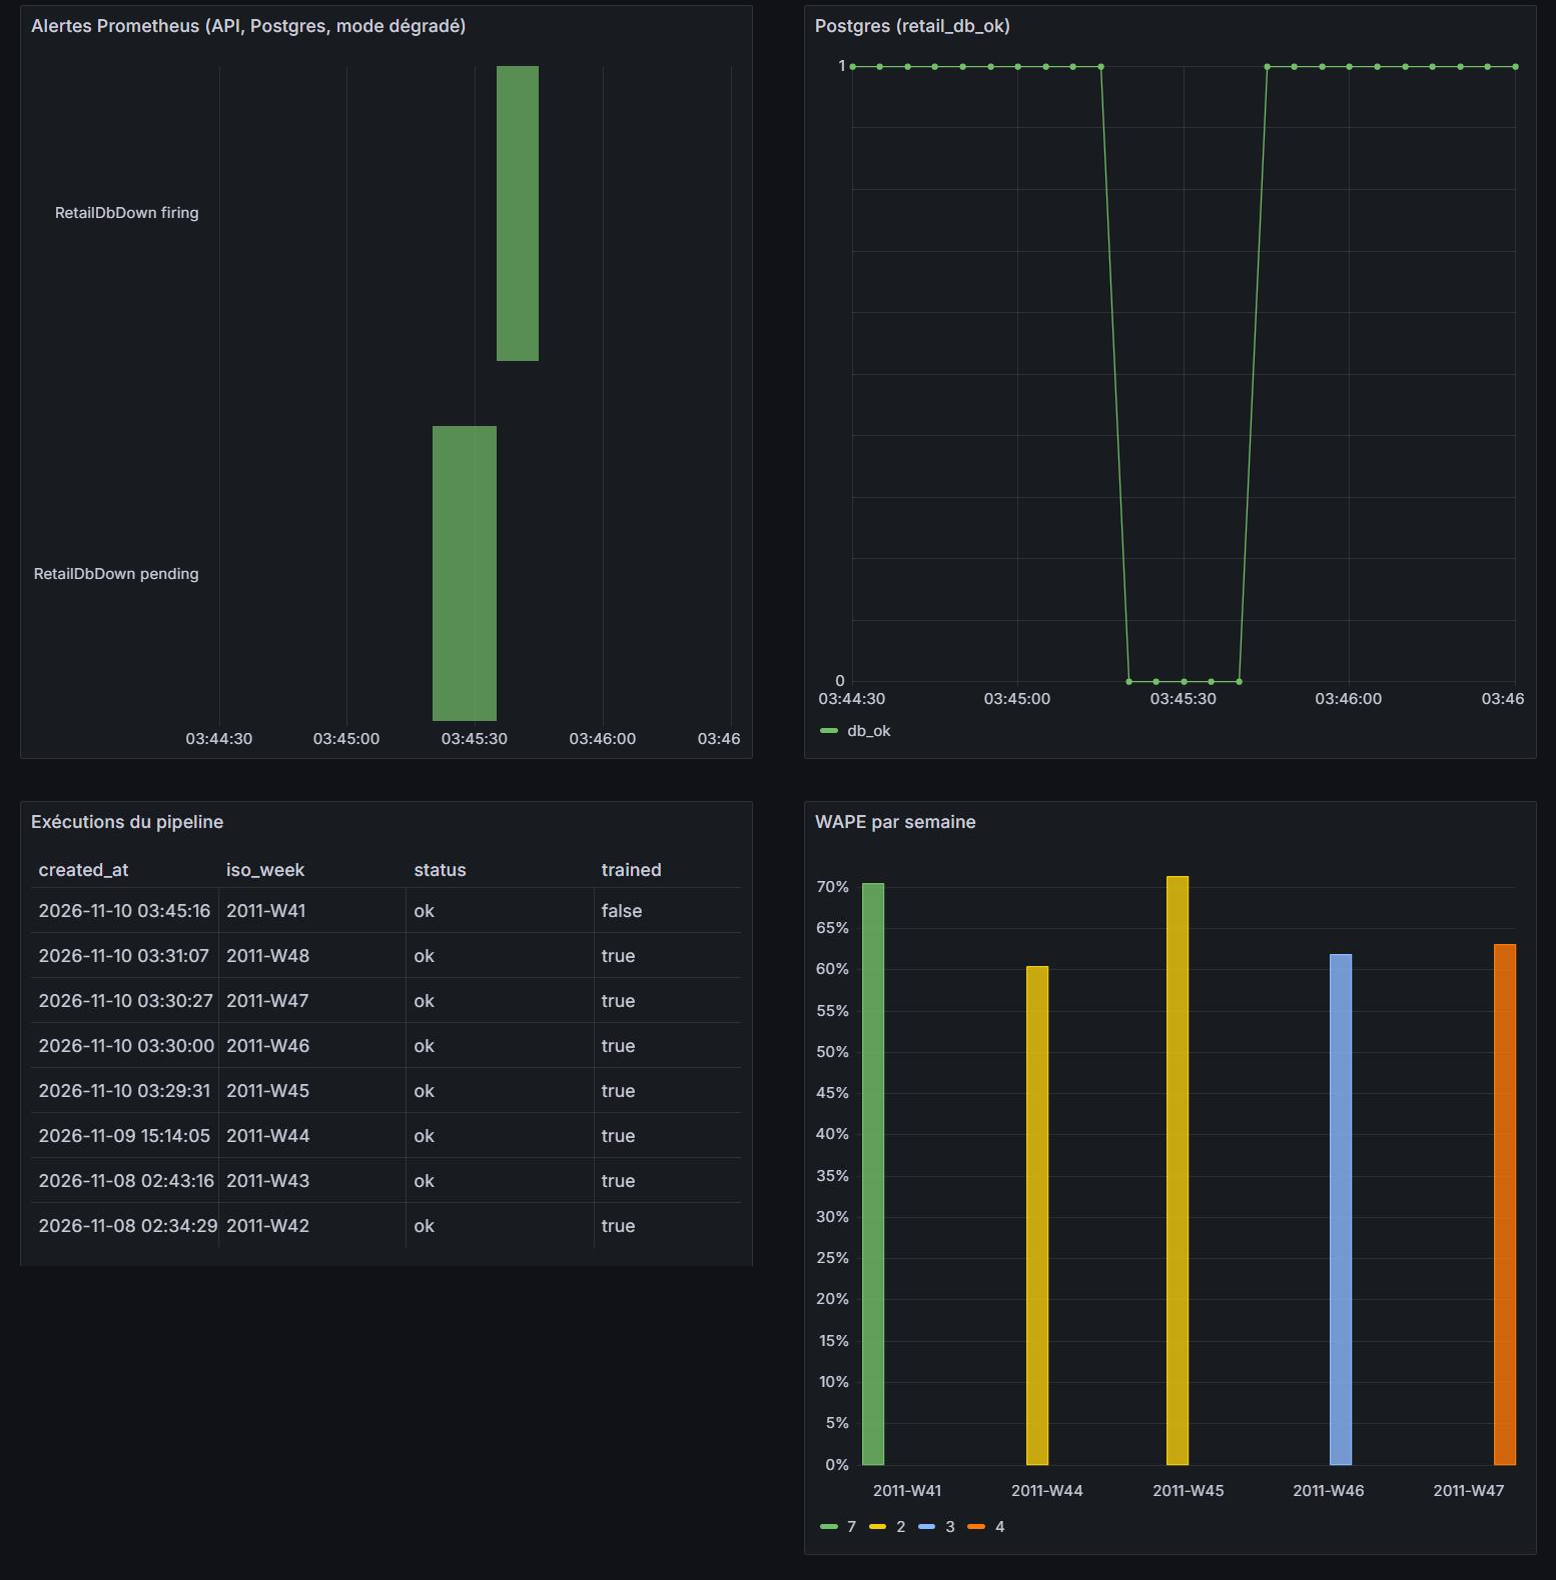 Alertes Prometheus (API, Postgres, mode dégradé)
RetailDbDown firing
RetailDbDown pending
03:44:30 03:45:00 03:45:30 03:46:00 03:46
Postgres (retail_db_ok)
1
0
03:44:30 03:45:00 03:45:30 03:46:00 03:46
db_ok
Exécutions du pipeline
created_at iso_week status trained
2026-11-10 03:45:16 2011-W41 ok false
2026-11-10 03:31:07 2011-W48 ok true
2026-11-10 03:30:27 2011-W47 ok true
2026-11-10 03:30:00 2011-W46 ok true
2026-11-10 03:29:31 2011-W45 ok true
2026-11-09 15:14:05 2011-W44 ok true
2026-11-08 02:43:16 2011-W43 ok true
2026-11-08 02:34:29 2011-W42 ok true
WAPE par semaine
70%
65%
60%
55%
50%
45%
40%
35%
30%
25%
20%
15%
10%
5%
0%
2011-W41 2011-W44 2011-W45 2011-W46 2011-W47
7 2 3 4